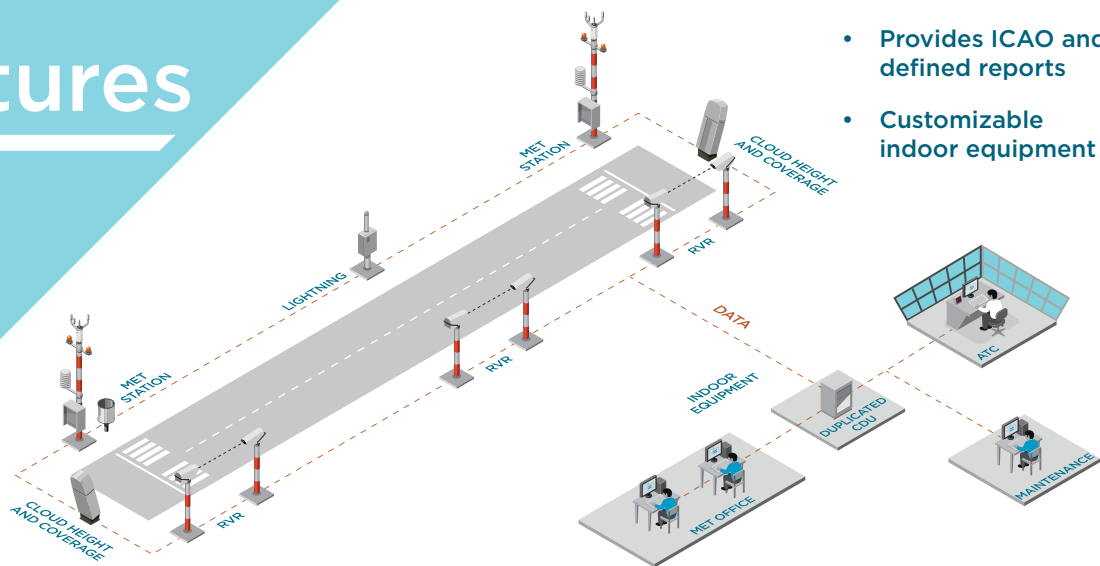 tures
• Provides ICAO and
defined reports
• Customizable
indoor equipment
MET
STATION
CLOUD HEIGHT
AND COVERAGE
RVR
LIGHTNING
DATA
RVR
ATC
MET
STATION
INDOOR
EQUIPMENT
DUPLICATED
CDU
MAINTENANCE
MET OFFICE
RVR
CLOUD HEIGHT
AND COVERAGE